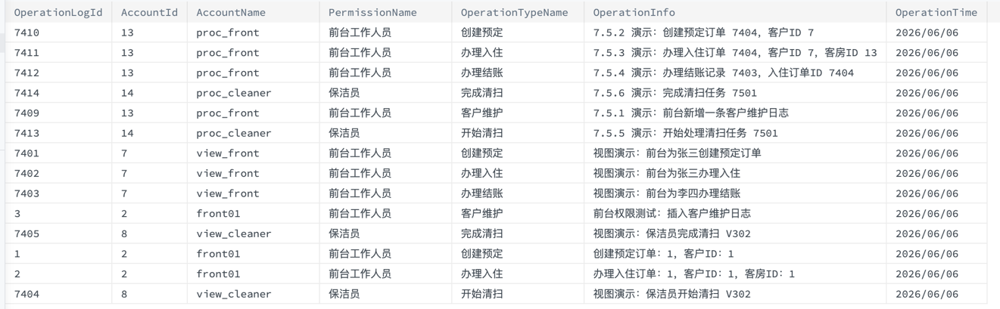 OperationLogId AccountId AccountName PermissionName OperationTypeName OperationInfo OperationTime
7410 13 proc_front 前台工作人员 创建预定 7.5.2 演示：创建预定订单 7404，客户ID 7 2026/06/06
7411 13 proc_front 前台工作人员 办理入住 7.5.3 演示：办理入住订单 7404，客户ID 7，客房ID 13 2026/06/06
7412 13 proc_front 前台工作人员 办理结账 7.5.4 演示：办理结账记录 7403，入住订单ID 7404 2026/06/06
7414 14 proc_cleaner 保洁员 完成清扫 7.5.6 演示：完成清扫任务 7501 2026/06/06
7409 13 proc_front 前台工作人员 客户维护 7.5.1 演示：前台新增一条客户维护日志 2026/06/06
7413 14 proc_cleaner 保洁员 开始清扫 7.5.5 演示：开始处理清扫任务 7501 2026/06/06
7401 7 view_front 前台工作人员 创建预定 视图演示：前台为张三创建预定订单 2026/06/06
7402 7 view_front 前台工作人员 办理入住 视图演示：前台为张三办理入住 2026/06/06
7403 7 view_front 前台工作人员 办理结账 视图演示：前台为李四办理结账 2026/06/06
3 2 front01 前台工作人员 客户维护 前台权限测试：插入客户维护日志 2026/06/06
7405 8 view_cleaner 保洁员 完成清扫 视图演示：保洁员完成清扫 V302 2026/06/06
1 2 front01 前台工作人员 创建预定 创建预定订单：1，客户ID：1 2026/06/06
2 2 front01 前台工作人员 办理入住 办理入住订单：1，客户ID：1，客房ID：1 2026/06/06
7404 8 view_cleaner 保洁员 开始清扫 视图演示：保洁员开始清扫 V302 2026/06/06